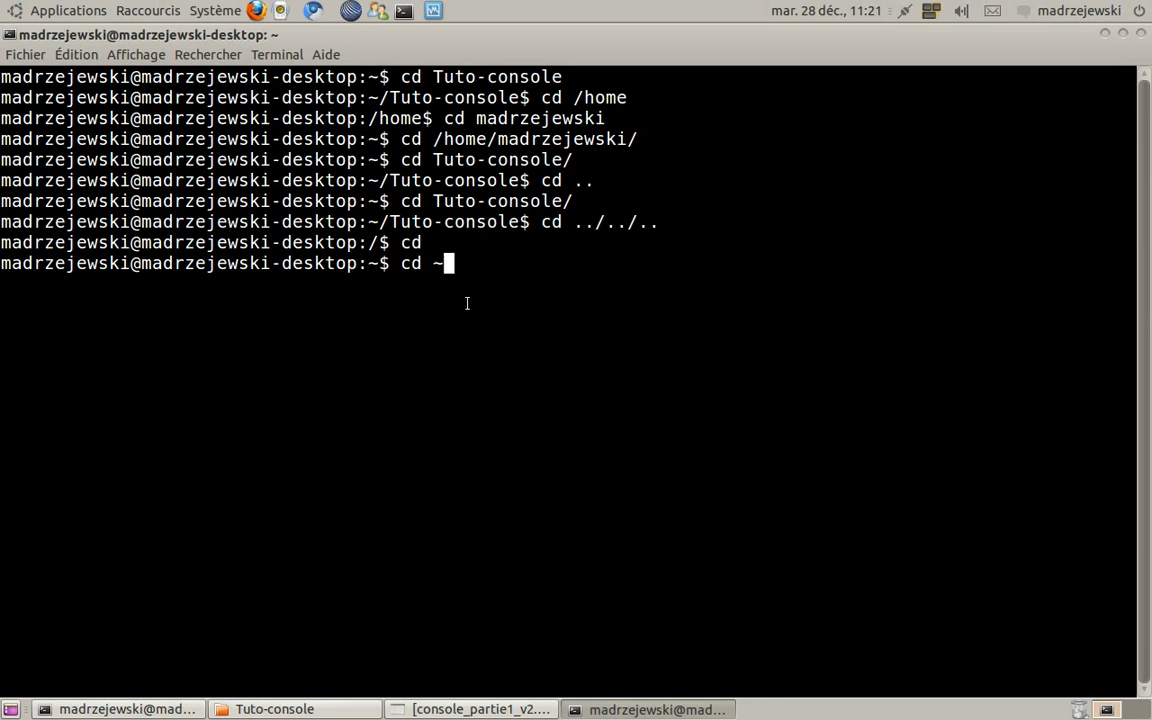 Applications Raccourcis Système mar. 28 déc., 11:21 madrzejewski
madrzejewski@madrzejewski-desktop: ~
Fichier Édition Affichage Rechercher Terminal Aide
madrzejewski@madrzejewski-desktop:~$ cd Tuto-console
madrzejewski@madrzejewski-desktop:~/Tuto-console$ cd /home
madrzejewski@madrzejewski-desktop:/home$ cd madrzejewski
madrzejewski@madrzejewski-desktop:~$ cd /home/madrzejewski/
madrzejewski@madrzejewski-desktop:~$ cd Tuto-console/
madrzejewski@madrzejewski-desktop:~/Tuto-console$ cd ..
madrzejewski@madrzejewski-desktop:~$ cd Tuto-console/
madrzejewski@madrzejewski-desktop:~/Tuto-console$ cd ../../..
madrzejewski@madrzejewski-desktop:/$ cd
madrzejewski@madrzejewski-desktop:~$ cd ~
madrzejewski@mad... Tuto-console [console_partie1_v2.... madrzejewski@mad...